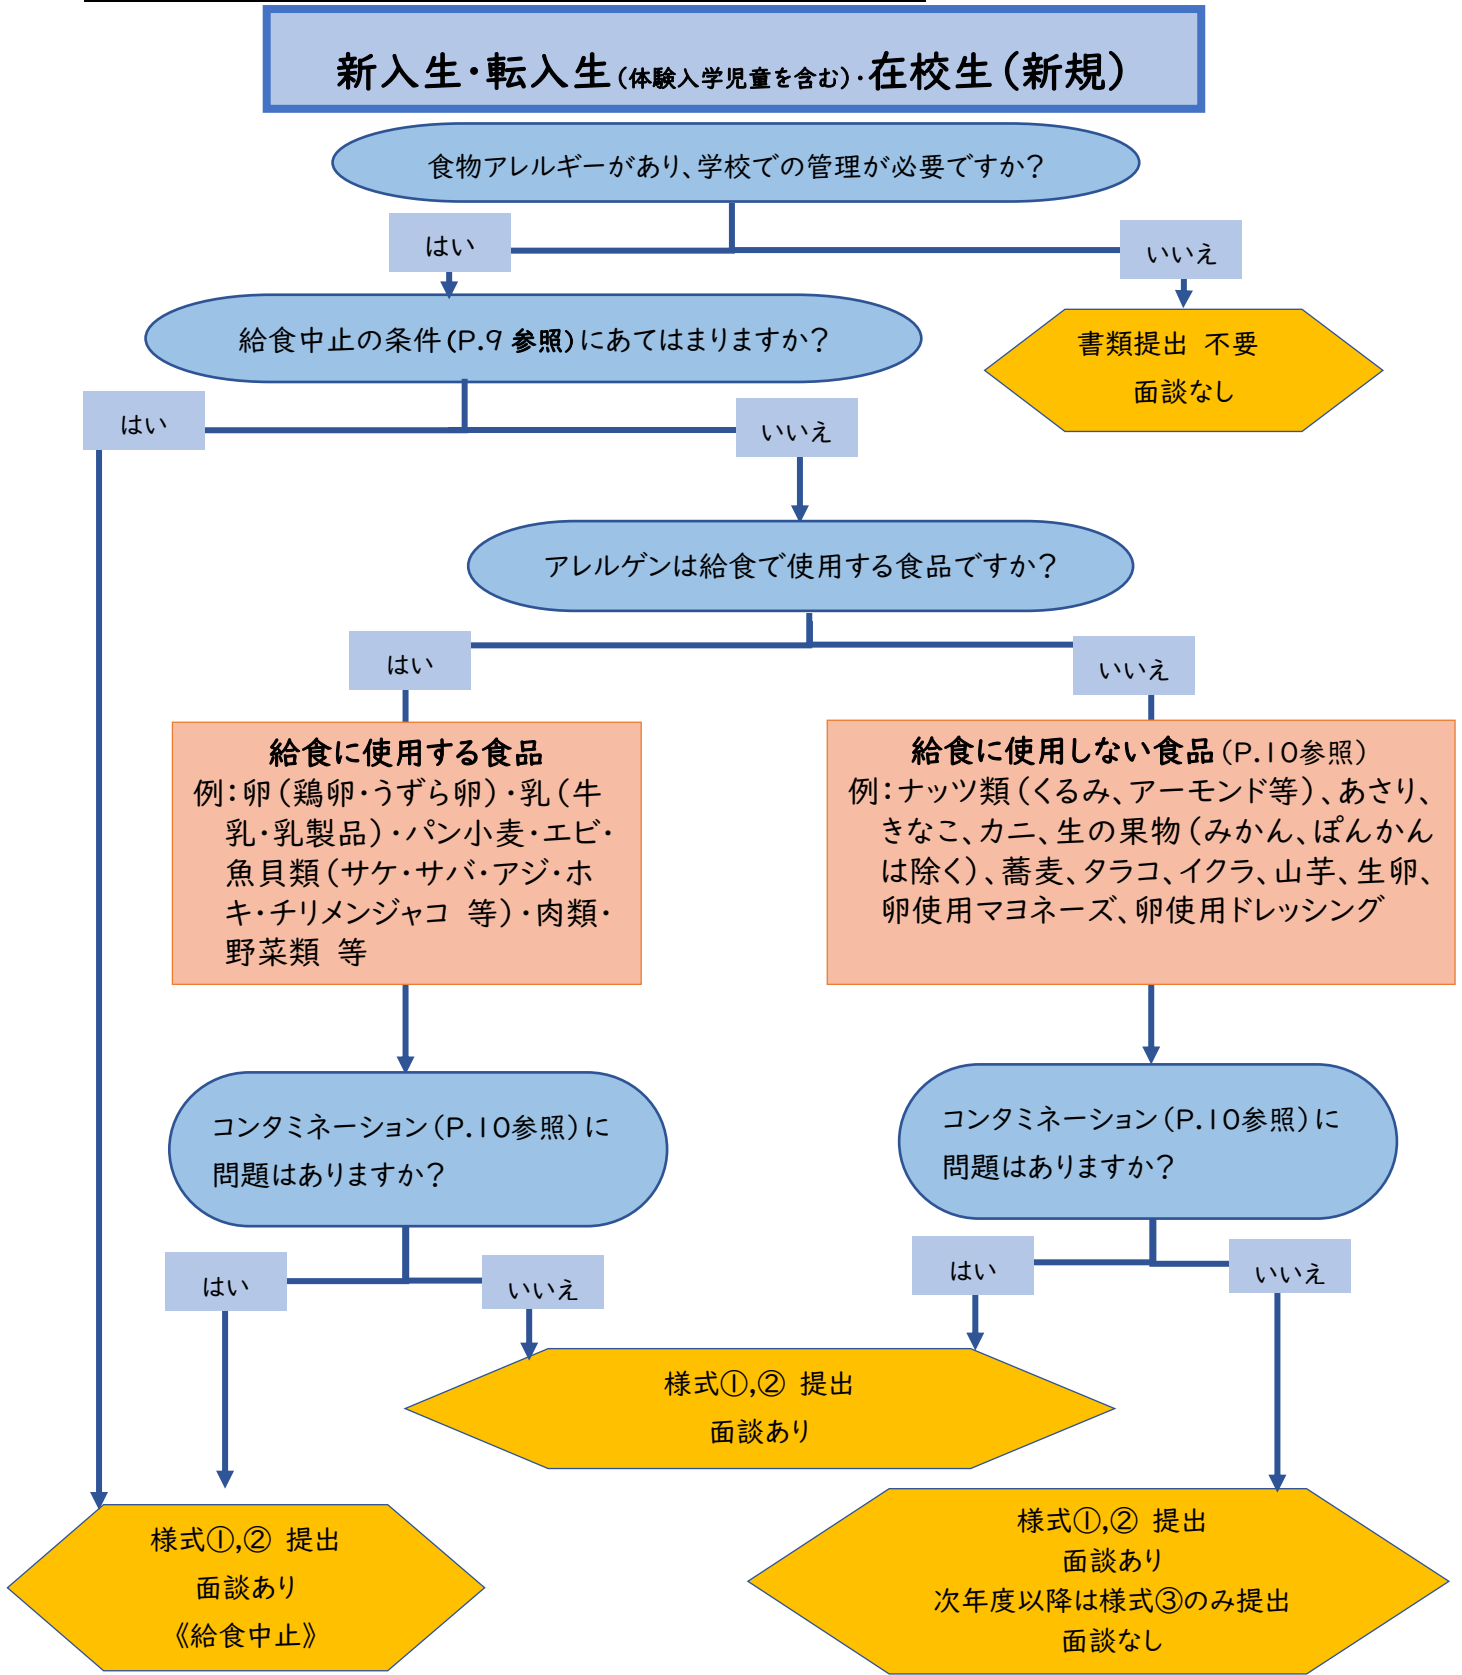 新入生・転入生（体験入学児童を含む）・在校生（新規）
食物アレルギーがあり、学校での管理が必要ですか？
はい
いいえ
給食中止の条件（P.9 参照）にあてはまりますか？
書類提出 不要
面談なし
はい
いいえ
アレルゲンは給食で使用する食品ですか？
はい
いいえ
給食に使用する食品
例：卵（鶏卵・うずら卵）・乳（牛
乳・乳製品）・パン小麦・エビ・
魚貝類（サケ・サバ・アジ・ホ
キ・チリメンジャコ 等）・肉類・
野菜類 等
給食に使用しない食品（P.10参照）
例：ナッツ類（くるみ、アーモンド等）、あさり、
きなこ、カニ、生の果物（みかん、ぽんかん
は除く）、蕎麦、タラコ、イクラ、山芋、生卵、
卵使用マヨネーズ、卵使用ドレッシング
コンタミネーション（P.10参照）に
問題はありますか？
コンタミネーション（P.10参照）に
問題はありますか？
はい
いいえ
はい
いいえ
様式①,② 提出
面談あり
様式①,② 提出
面談あり
《給食中止》
様式①,② 提出
面談あり
次年度以降は様式③のみ提出
面談なし